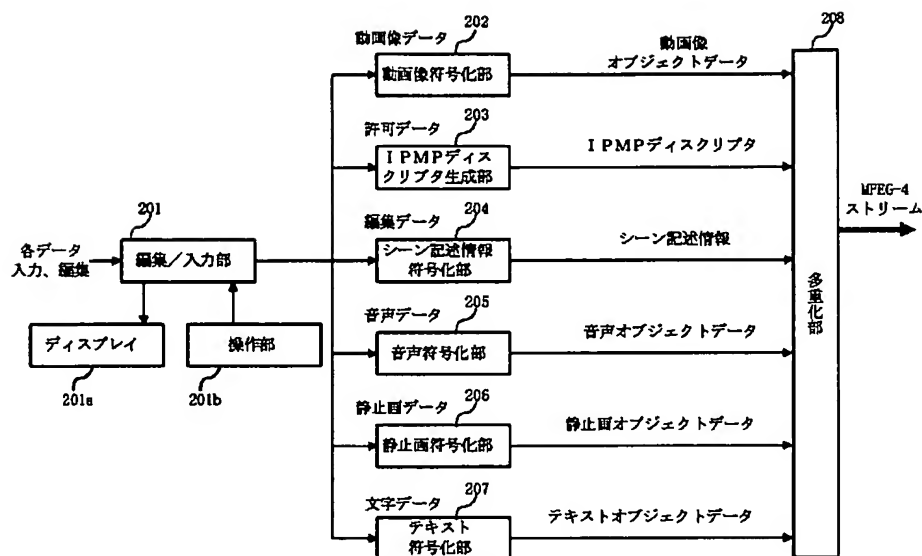 202
動画像データ
動画像符号化部
動画像
オブジェクトデータ
208
203
許可データ
IPMPディス
クリプタ生成部
IPMPディスクリプタ
MPEG-4
ストリーム
201
各データ
入力、編集
編集／入力部
204
編集データ
シーン記述情報
符号化部
シーン記述情報
多重化部
ディスプレイ
201a
操作部
201b
205
音声データ
音声符号化部
音声オブジェクトデータ
206
静止画データ
静止画符号化部
静止画オブジェクトデータ
207
文字データ
テキスト
符号化部
テキストオブジェクトデータ